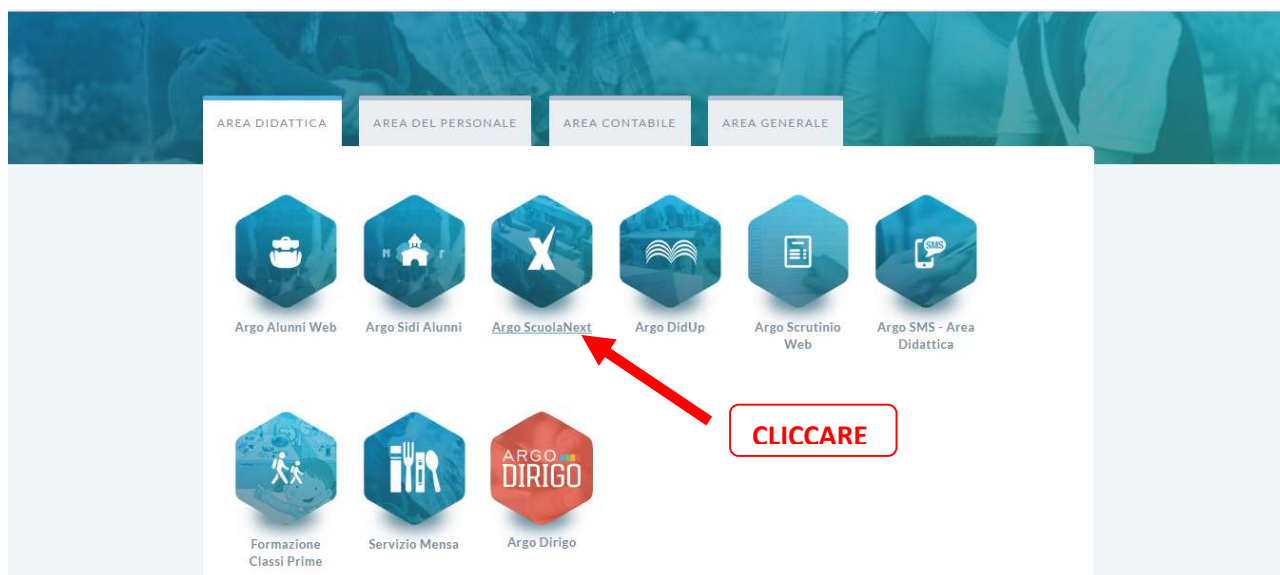 AREA DIDATTICA
AREA DEL PERSONALE
AREA CONTABILE
AREA GENERALE
SMS
Argo Alunni Web
Argo Sidi Alunni
Argo ScuolaNext
Argo DidUp
Argo Scrutinio
Web
Argo SMS - Area
Didattica
CLICCARE
ARGO
DIRIGO
Formazione
Classi Prime
Servizio Mensa
Argo Dirigo